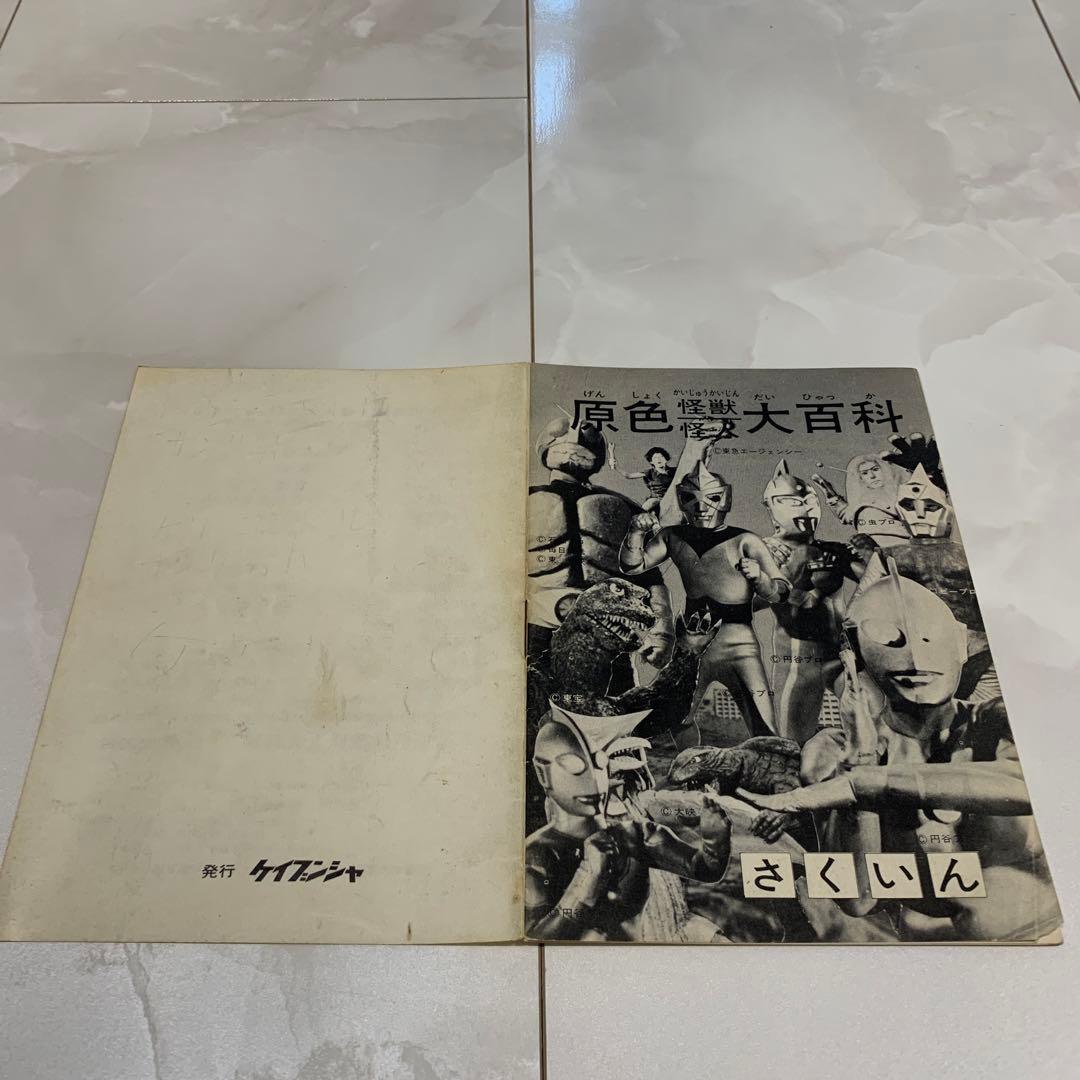 げん しょく かいじゅうかいじん だい ひゃっ か
原色怪獣怪人大百科
©東急エージェンシー
©虫プロ
©円谷プロ
©東宝
©大映
さくいん
発行 ケイブンシャ